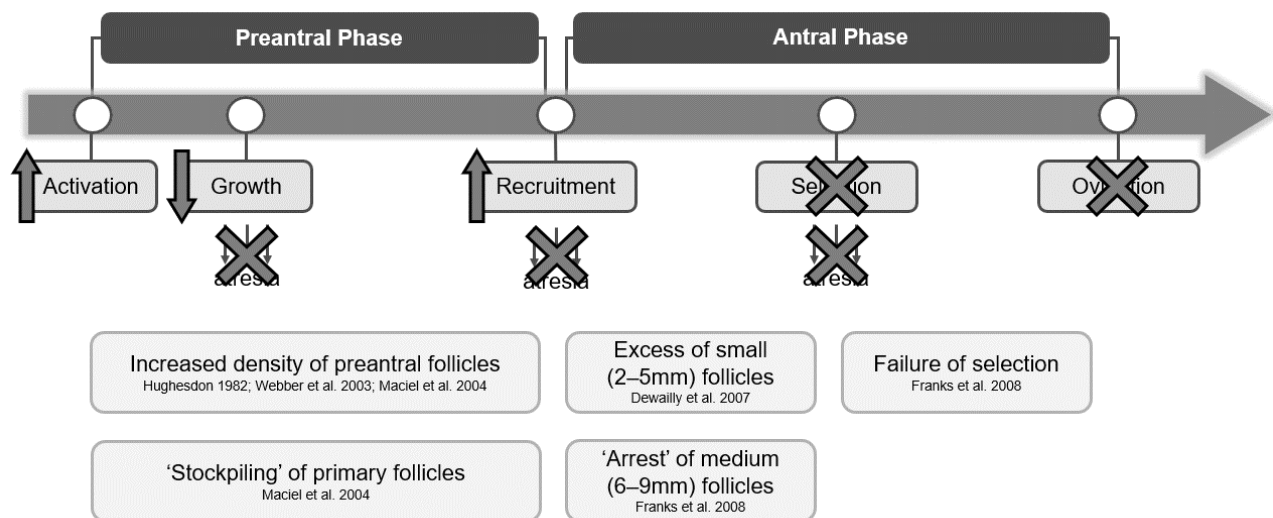 Preantral Phase
Antral Phase
Activation
Growth
Recruitment
Selection
Ovulation
atresia
atresia
atresia
Increased density of preantral follicles
Hughesdon 1982; Webber et al. 2003; Maciel et al. 2004
Excess of small
(2–5mm) follicles
Dewailly et al. 2007
Failure of selection
Franks et al. 2008
‘Stockpiling’ of primary follicles
Maciel et al. 2004
‘Arrest’ of medium
(6–9mm) follicles
Franks et al. 2008